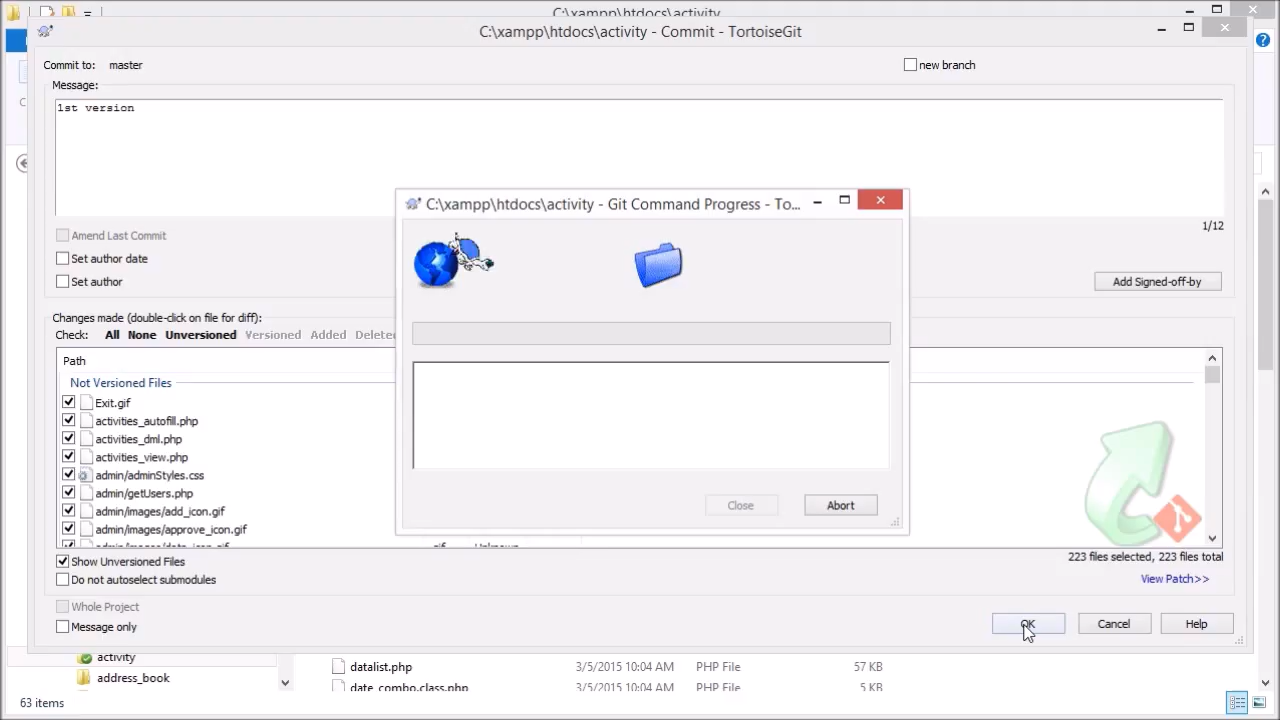 C:\xampp\htdocs\activity
C:\xampp\htdocs\activity - Commit - TortoiseGit
Commit to: master
new branch
Message:
1st version
1/12
Amend Last Commit
Set author date
Set author
Add Signed-off-by
C:\xampp\htdocs\activity - Git Command Progress - To...
Close
Abort
Changes made (double-click on file for diff):
Check: All None Unversioned Versioned Added
Path
Not Versioned Files
Exit.gif
activities_autofill.php
activities_dml.php
activities_view.php
admin/adminStyles.css
admin/getUsers.php
admin/images/add_icon.gif
admin/images/approve_icon.gif
223 files selected, 223 files total
Show Unversioned Files
Do not autoselect submodules
View Patch>>
Whole Project
Message only
OK
Cancel
Help
activity
address_book
datalist.php 3/5/2015 10:04 AM PHP File 57 KB
date_combo.class.php 3/5/2015 10:04 AM PHP File 5 KB
63 items